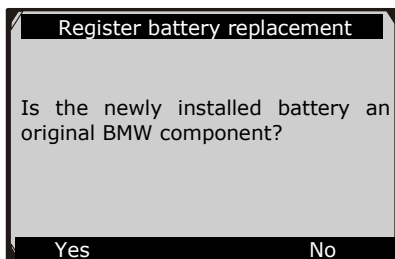 Register battery replacement
Is the newly installed battery an
original BMW component?
Yes No